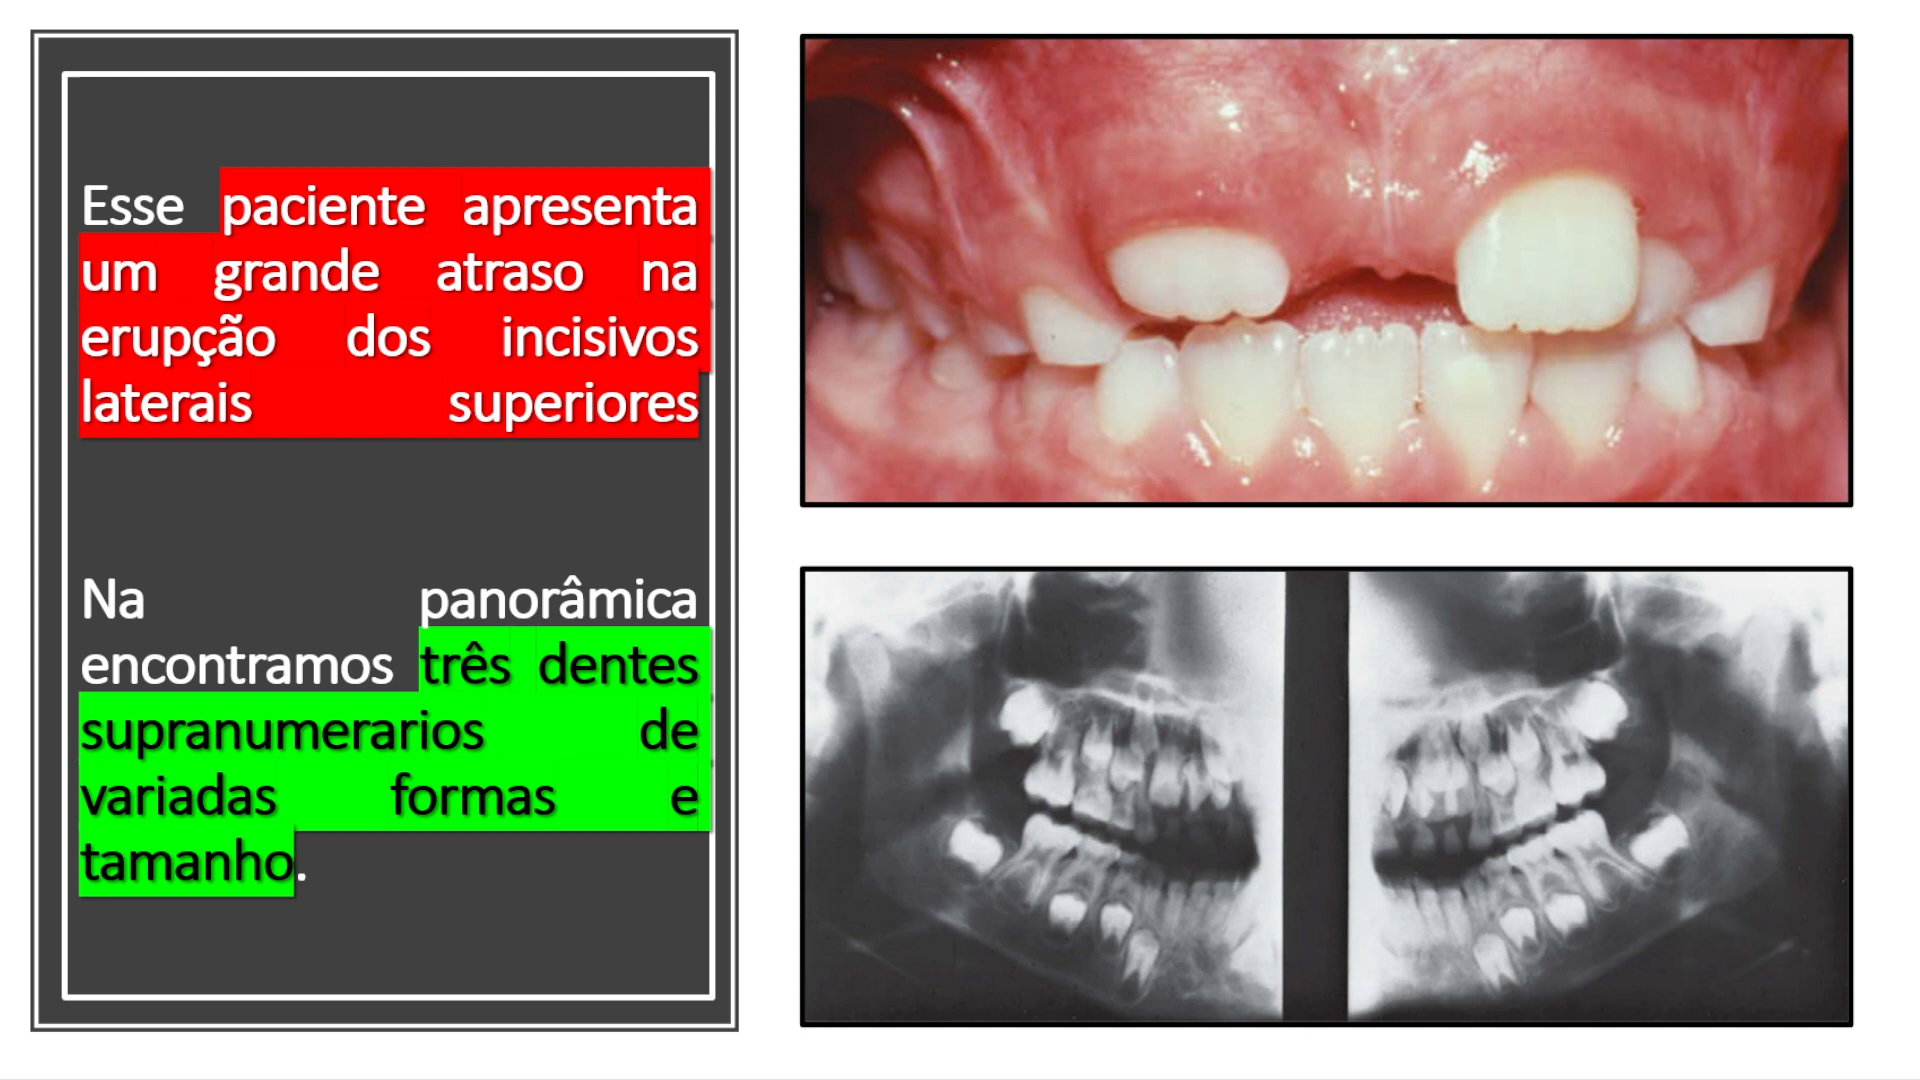 Esse paciente apresenta
um grande atraso na
erupção dos incisivos
laterais superiores
Na panorâmica
encontramos três dentes
supranumerarios de
variadas formas e
tamanho.